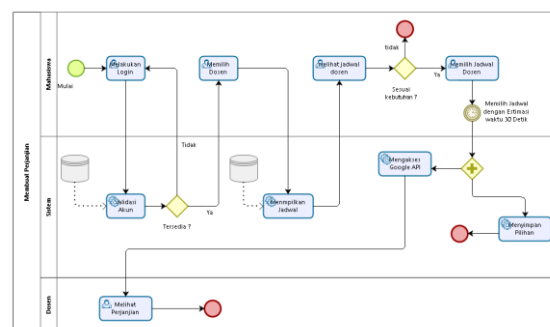 Membuat Perjanjian
Mahasiswa
Mulai
Melakukan
Login
Memilih
Dosen
Melihat Jadwal
dosen
tidak
Sesuai
kebutuhan ?
Ya
Memilih Jadwal
Dosen
Memilih Jadwal
dengan Estimasi
waktu 30 Detik
Sistem
Validasi
Akun
Tidak
Tersedia ?
Ya
Menmpilkan
Jadwal
Mengakses
Google API
Menyimpan
Pilihan
Dosen
Melihat
Perjanjian